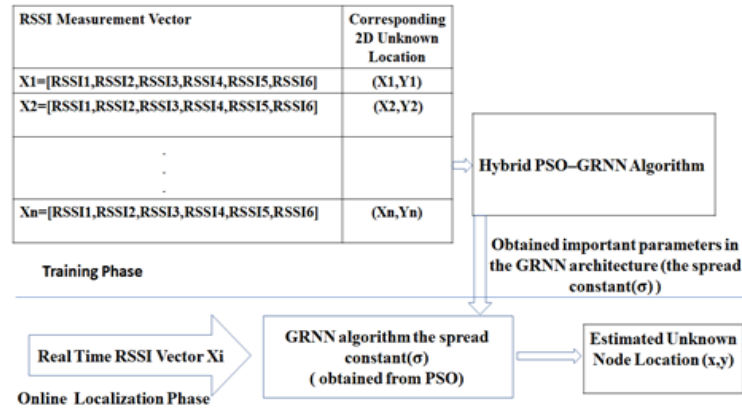 RSSI Measurement Vector
Corresponding
2D Unknown
Location
X1=[RSSI1,RSSI2,RSSI3,RSSI4,RSSI5,RSSI6]
(X1,Y1)
X2=[RSSI1,RSSI2,RSSI3,RSSI4,RSSI5,RSSI6]
(X2,Y2)
.
.
.
Xn=[RSSI1,RSSI2,RSSI3,RSSI4,RSSI5,RSSI6]
(Xn,Yn)
Hybrid PSO–GRNN Algorithm
Obtained important parameters in
the GRNN architecture (the spread
constant(σ) )
Training Phase
Real Time RSSI Vector Xi
GRNN algorithm the spread
constant(σ)
( obtained from PSO)
Estimated Unknown
Node Location (x,y)
Online Localization Phase